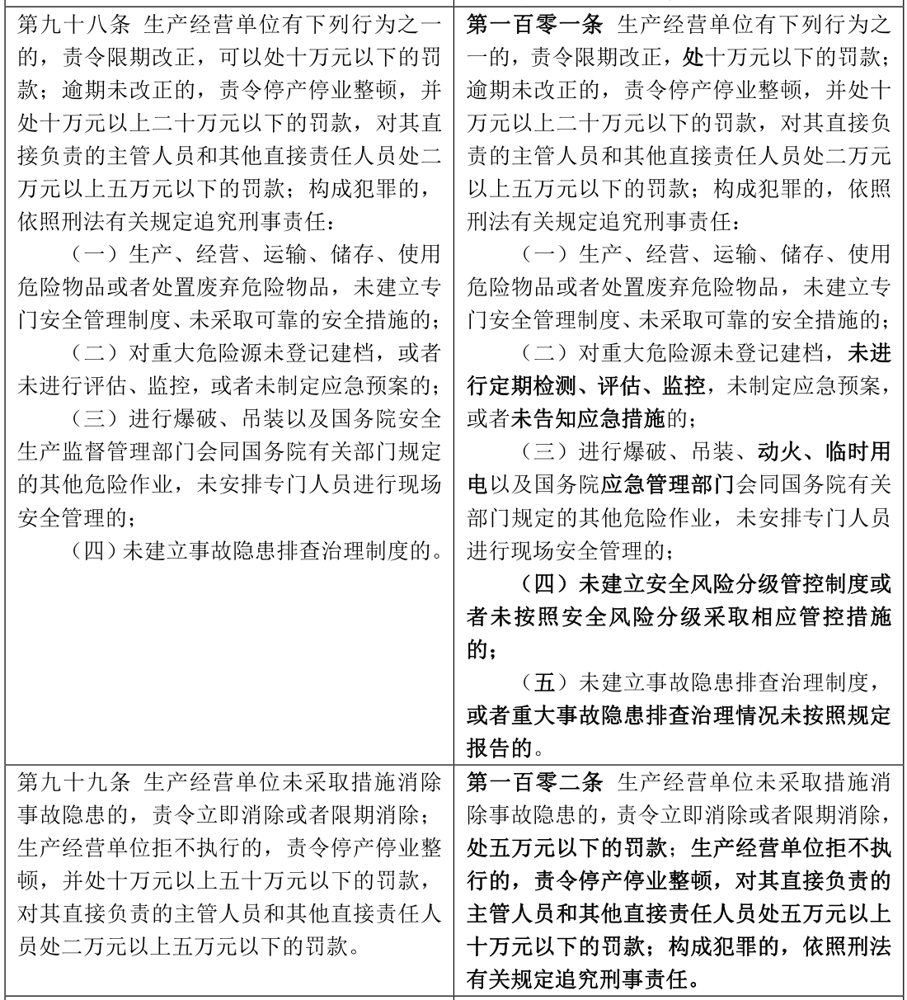 第九十八条 生产经营单位有下列行为之一
的，责令限期改正，可以处十万元以下的罚
款；逾期未改正的，责令停产停业整顿，并
处十万元以上二十万元以下的罚款，对其直
接负责的主管人员和其他直接责任人员处二
万元以上五万元以下的罚款；构成犯罪的，
依照刑法有关规定追究刑事责任：
（一）生产、经营、运输、储存、使用
危险物品或者处置废弃危险物品，未建立专
门安全管理制度、未采取可靠的安全措施的；
（二）对重大危险源未登记建档，或者
未进行评估、监控，或者未制定应急预案的；
（三）进行爆破、吊装以及国务院安全
生产监督管理部门会同国务院有关部门规定
的其他危险作业，未安排专门人员进行现场
安全管理的；
（四）未建立事故隐患排查治理制度的。
第一百零一条 生产经营单位有下列行为之
一的，责令限期改正，处十万元以下的罚款；
逾期未改正的，责令停产停业整顿，并处十
万元以上二十万元以下的罚款，对其直接负
责的主管人员和其他直接责任人员处二万元
以上五万元以下的罚款；构成犯罪的，依照
刑法有关规定追究刑事责任：
（一）生产、经营、运输、储存、使用
危险物品或者处置废弃危险物品，未建立专
门安全管理制度、未采取可靠的安全措施的；
（二）对重大危险源未登记建档，未进
行定期检测、评估、监控，未制定应急预案，
或者未告知应急措施的；
（三）进行爆破、吊装、动火、临时用
电以及国务院应急管理部门会同国务院有关
部门规定的其他危险作业，未安排专门人员
进行现场安全管理的；
（四）未建立安全风险分级管控制度或
者未按照安全风险分级采取相应管控措施
的；
（五）未建立事故隐患排查治理制度，
或者重大事故隐患排查治理情况未按照规定
报告的。
第九十九条 生产经营单位未采取措施消除
事故隐患的，责令立即消除或者限期消除；
生产经营单位拒不执行的，责令停产停业整
顿，并处十万元以上五十万元以下的罚款，
对其直接负责的主管人员和其他直接责任人
员处二万元以上五万元以下的罚款。
第一百零二条 生产经营单位未采取措施消
除事故隐患的，责令立即消除或者限期消除，
处五万元以下的罚款；生产经营单位拒不执
行的，责令停产停业整顿，对其直接负责的
主管人员和其他直接责任人员处五万元以上
十万元以下的罚款；构成犯罪的，依照刑法
有关规定追究刑事责任。